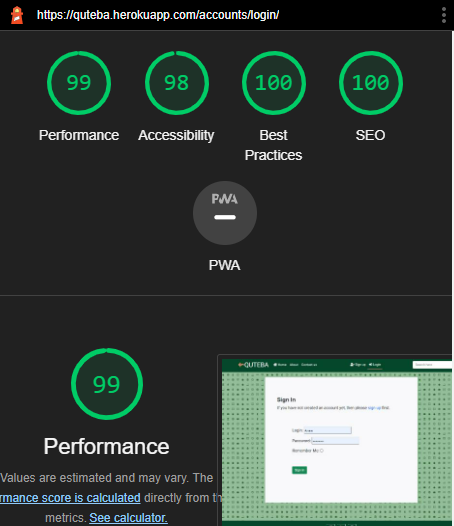 https://quteba.herokuapp.com/accounts/login/
99
98
100
100
Performance
Accessibility
Best
Practices
SEO
PWA
PWA
99
Performance
Values are estimated and may vary. The
rmance score is calculated directly from th
metrics. See calculator.
QUTEBA
Home
About
Contact us
Sign up
Login
Sign In
If you have not created an account yet, then please sign up first.
Login:
Password:
Remember Me:
Sign In